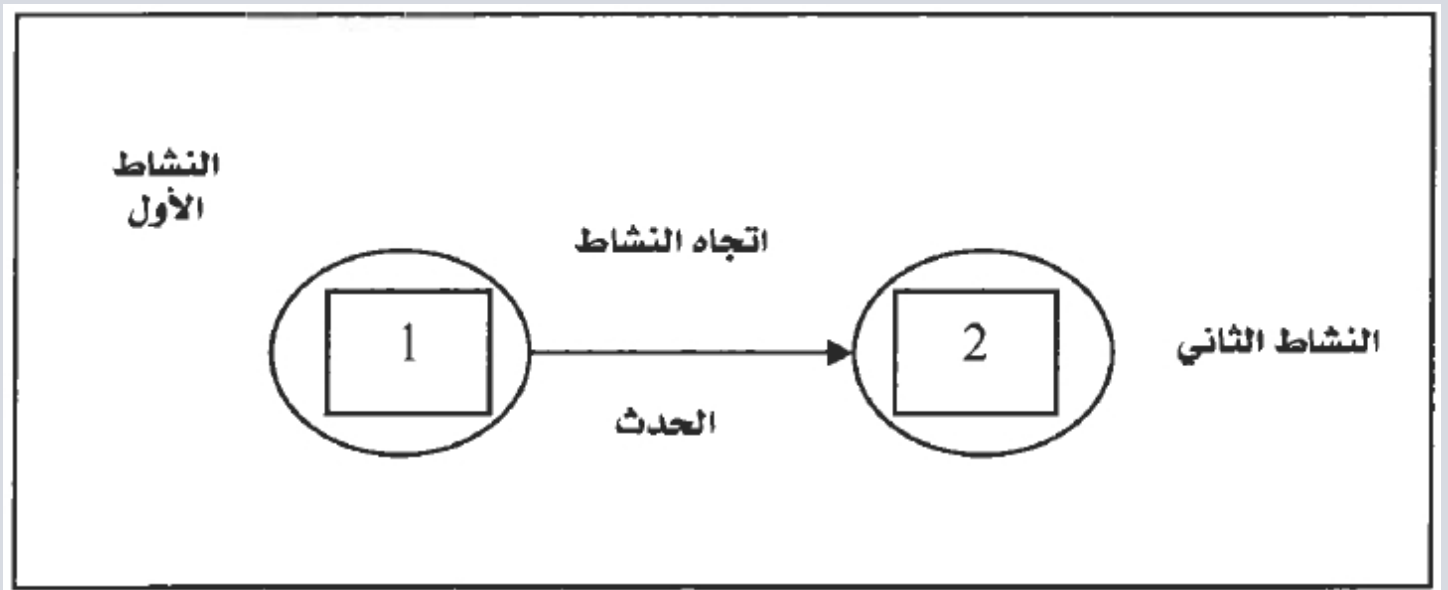 النشاط
الأول
اتجاه النشاط
1
2
النشاط الثاني
الحدث